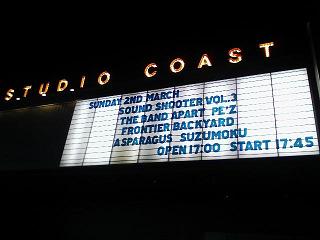 STUDIO COAST
SUNDAY 2ND MARCH
SOUND SHOOTER VOL.3
THE BAND APART PE'Z
FRONTIER BACKYARD
ASPARAGUS SUZUMOKU
OPEN 17:00 START 17:45